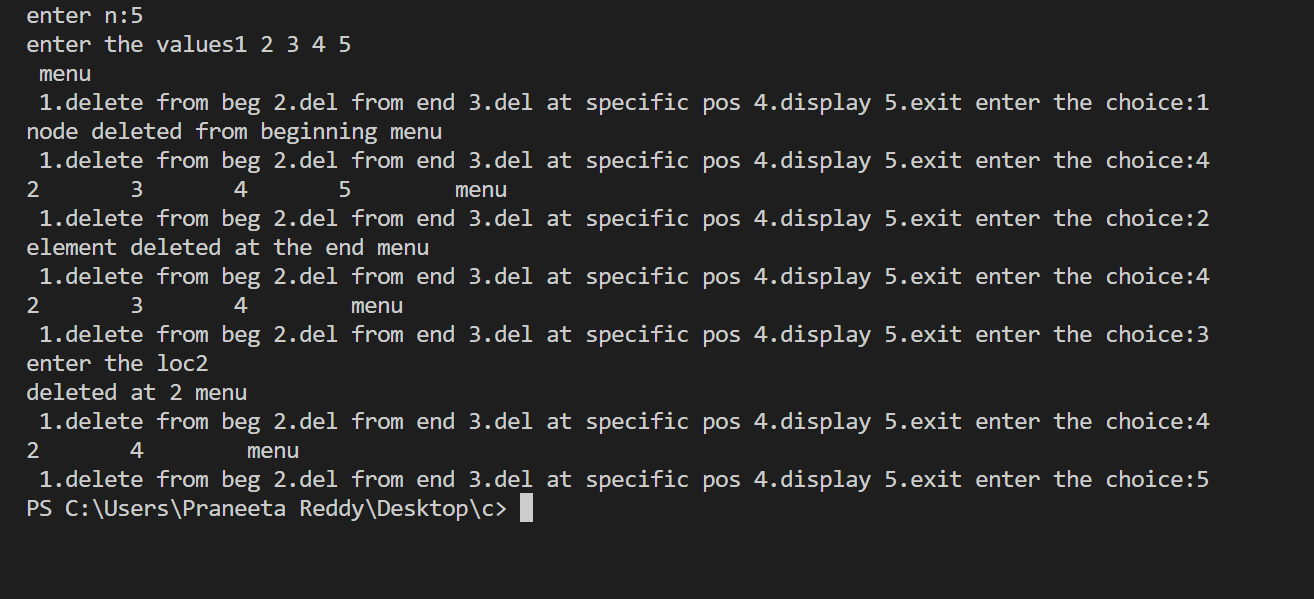 enter n:5
enter the values1 2 3 4 5
menu
1.delete from beg 2.del from end 3.del at specific pos 4.display 5.exit enter the choice:1
node deleted from beginning menu
1.delete from beg 2.del from end 3.del at specific pos 4.display 5.exit enter the choice:4
2 3 4 5 menu
1.delete from beg 2.del from end 3.del at specific pos 4.display 5.exit enter the choice:2
element deleted at the end menu
1.delete from beg 2.del from end 3.del at specific pos 4.display 5.exit enter the choice:4
2 3 4 menu
1.delete from beg 2.del from end 3.del at specific pos 4.display 5.exit enter the choice:3
enter the loc2
deleted at 2 menu
1.delete from beg 2.del from end 3.del at specific pos 4.display 5.exit enter the choice:4
2 4 menu
1.delete from beg 2.del from end 3.del at specific pos 4.display 5.exit enter the choice:5
PS C:\Users\Praneeta Reddy\Desktop\c>